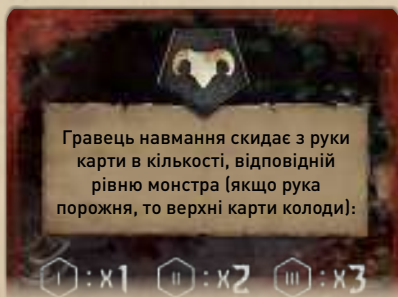 Гравець навмання скидає з руки
карти в кількості, відповідній
рівню монстра (якщо рука
порожня, то верхні карти колоди):
I : x1 II : x2 III : x3